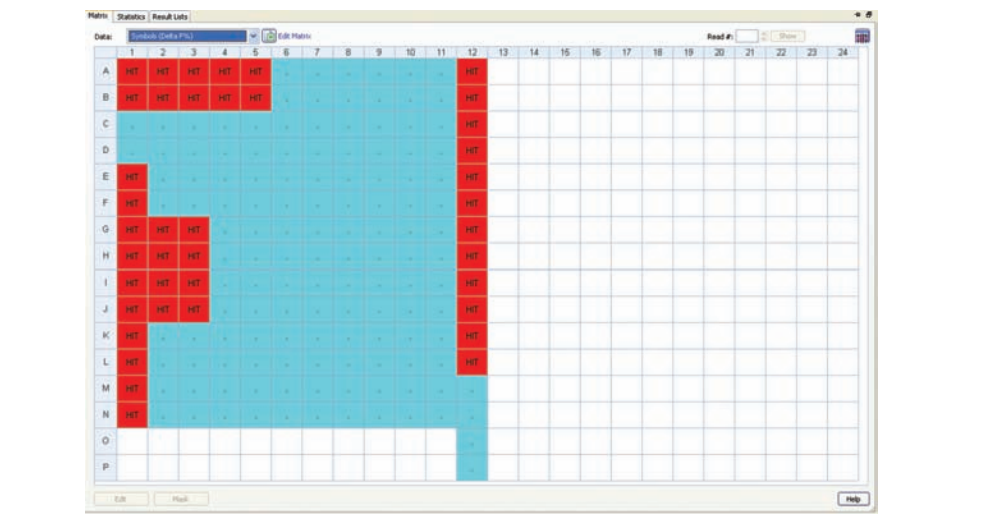 Matrix Statistics Result Lists
Data: Symbols (Delta F%) Edit Matrix Read #: Show
1 2 3 4 5 6 7 8 9 10 11 12 13 14 15 16 17 18 19 20 21 22 23 24
A HIT HIT HIT HIT HIT HIT
B HIT HIT HIT HIT HIT HIT
C HIT
D HIT
E HIT HIT
F HIT HIT
G HIT HIT HIT HIT
H HIT HIT HIT HIT
I HIT HIT HIT HIT
J HIT HIT HIT HIT
K HIT HIT
L HIT HIT
M HIT
N HIT
O
P
Edit Mask Help